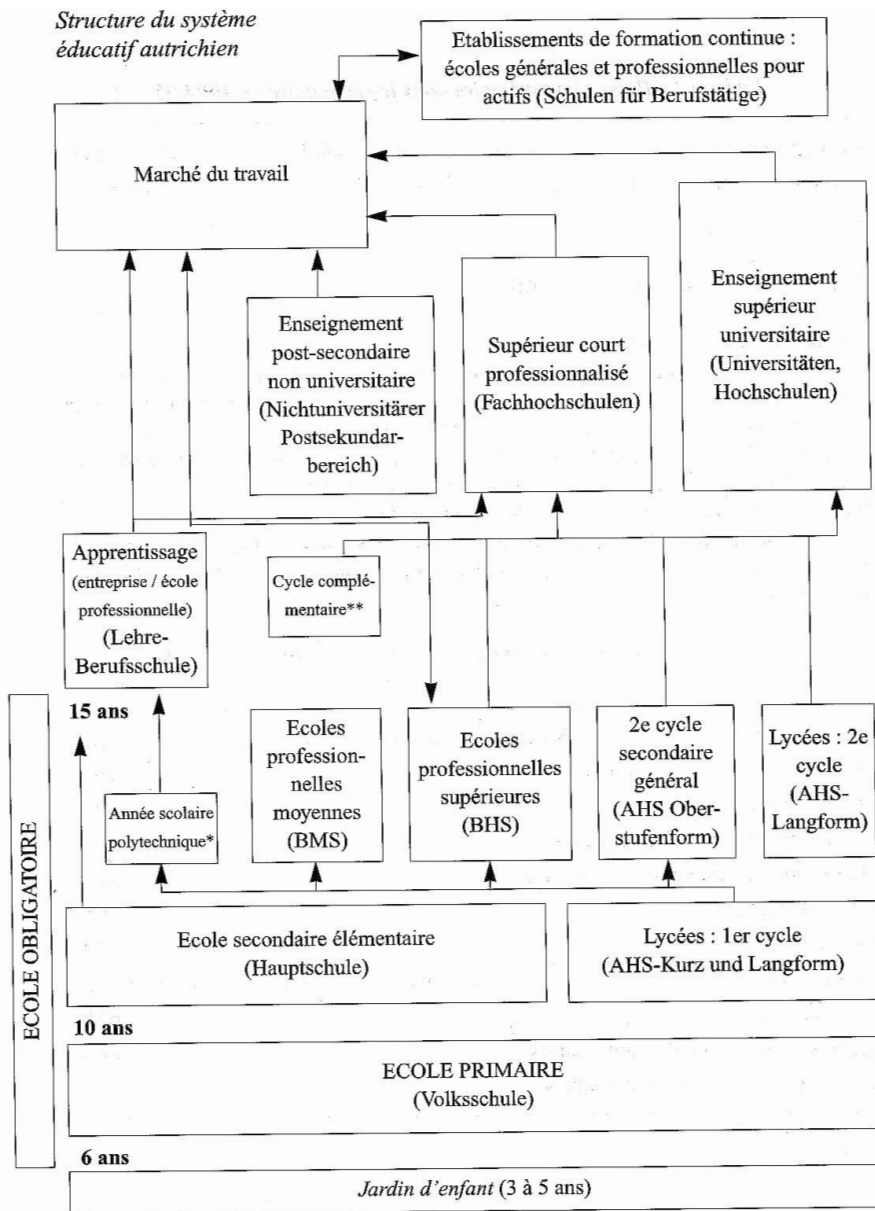 Structure du système
éducatif autrichien
Etablissements de formation continue :
écoles générales et professionnelles pour
actifs (Schulen für Berufstätige)
Marché du travail
Enseignement
post-secondaire
non universitaire
(Nichtuniversitärer
Postsekundar-
bereich)
Supérieur court
professionnalisé
(Fachhochschulen)
Enseignement
supérieur
universitaire
(Universitäten,
Hochschulen)
Apprentissage
(entreprise / école
professionnelle)
(Lehre-
Berufsschule)
Cycle complé-
mentaire**
15 ans
Année scolaire
polytechnique*
Ecoles
profession-
nelles
moyennes
(BMS)
Ecoles
professionnelles
supérieures
(BHS)
2e cycle
secondaire
général
(AHS Ober-
stufenform)
Lycées : 2e
cycle
(AHS-
Langform)
ECOLE OBLIGATOIRE
Ecole secondaire élémentaire
(Hauptschule)
Lycées : 1er cycle
(AHS-Kurz und Langform)
10 ans
ECOLE PRIMAIRE
(Volksschule)
6 ans
Jardin d'enfant (3 à 5 ans)